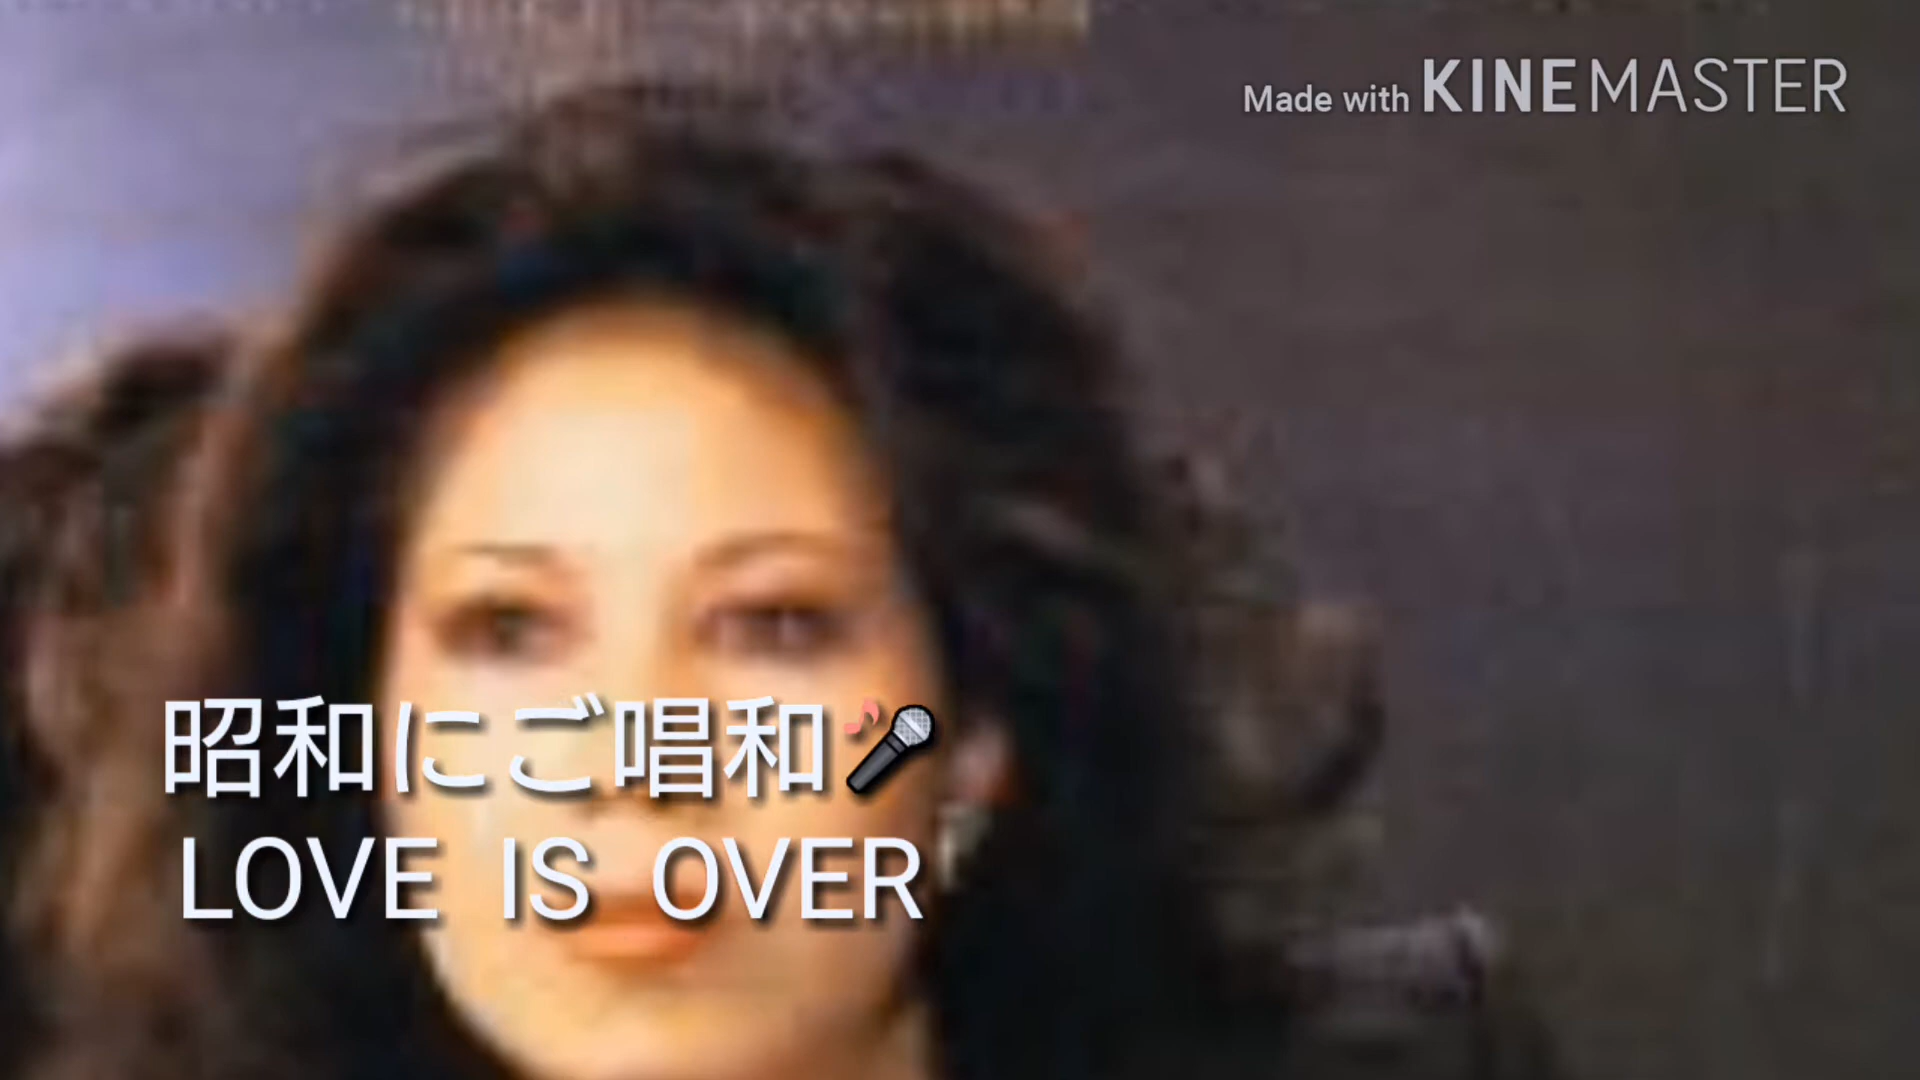 Made with KINEMASTER
昭和にご唱和🎤
LOVE IS OVER